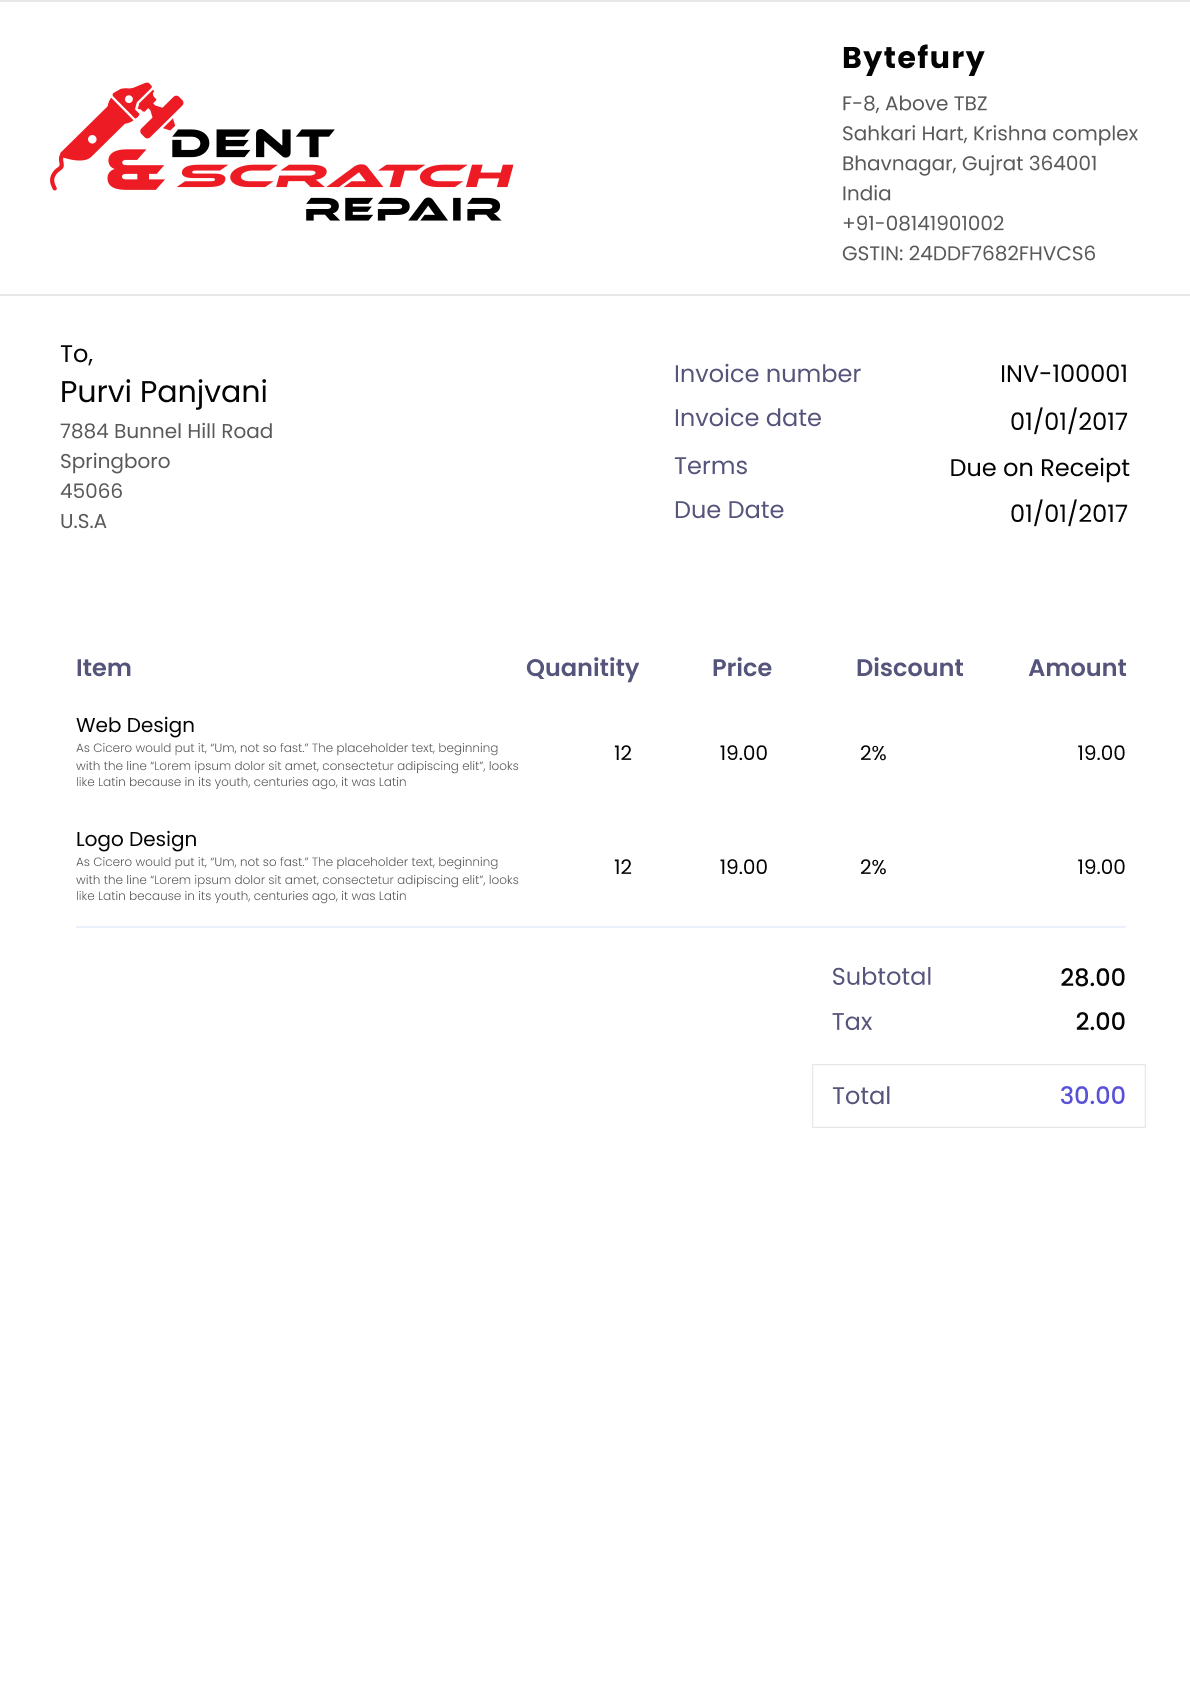 DENT
& SCRATCH
REPAIR
Bytefury
F-8, Above TBZ
Sahkari Hart, Krishna complex
Bhavnagar, Gujrat 364001
India
+91-08141901002
GSTIN: 24DDF7682FHVCS6
To,
Purvi Panjvani
7884 Bunnel Hill Road
Springboro
45066
U.S.A
Invoice number INV-100001
Invoice date 01/01/2017
Terms Due on Receipt
Due Date 01/01/2017
Item Quanitity Price Discount Amount
Web Design
As Cicero would put it, “Um, not so fast.” The placeholder text, beginning
with the line “Lorem ipsum dolor sit amet, consectetur adipiscing elit”, looks
like Latin because in its youth, centuries ago, it was Latin
12 19.00 2% 19.00
Logo Design
As Cicero would put it, “Um, not so fast.” The placeholder text, beginning
with the line “Lorem ipsum dolor sit amet, consectetur adipiscing elit”, looks
like Latin because in its youth, centuries ago, it was Latin
12 19.00 2% 19.00
Subtotal 28.00
Tax 2.00
Total 30.00